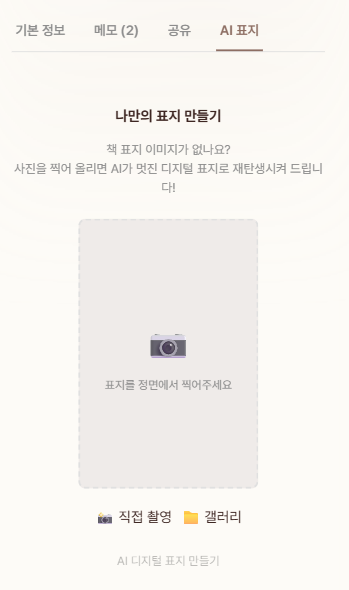 기본 정보 메모 (2) 공유 AI 표지
나만의 표지 만들기
책 표지 이미지가 없나요?
사진을 찍어 올리면 AI가 멋진 디지털 표지로 재탄생시켜 드립니
다!
표지를 정면에서 찍어주세요
직접 촬영 갤러리
AI 디지털 표지 만들기